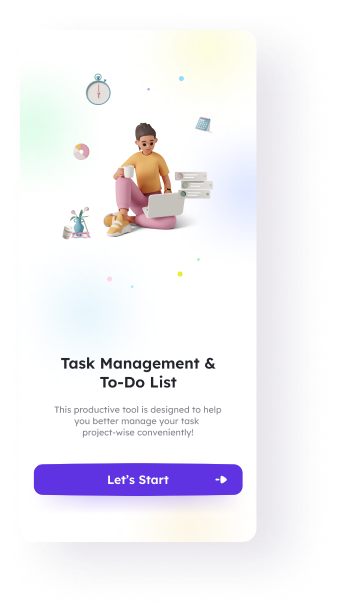 Task Management &
To-Do List
This productive tool is designed to help
you better manage your task
project-wise conveniently!
Let's Start